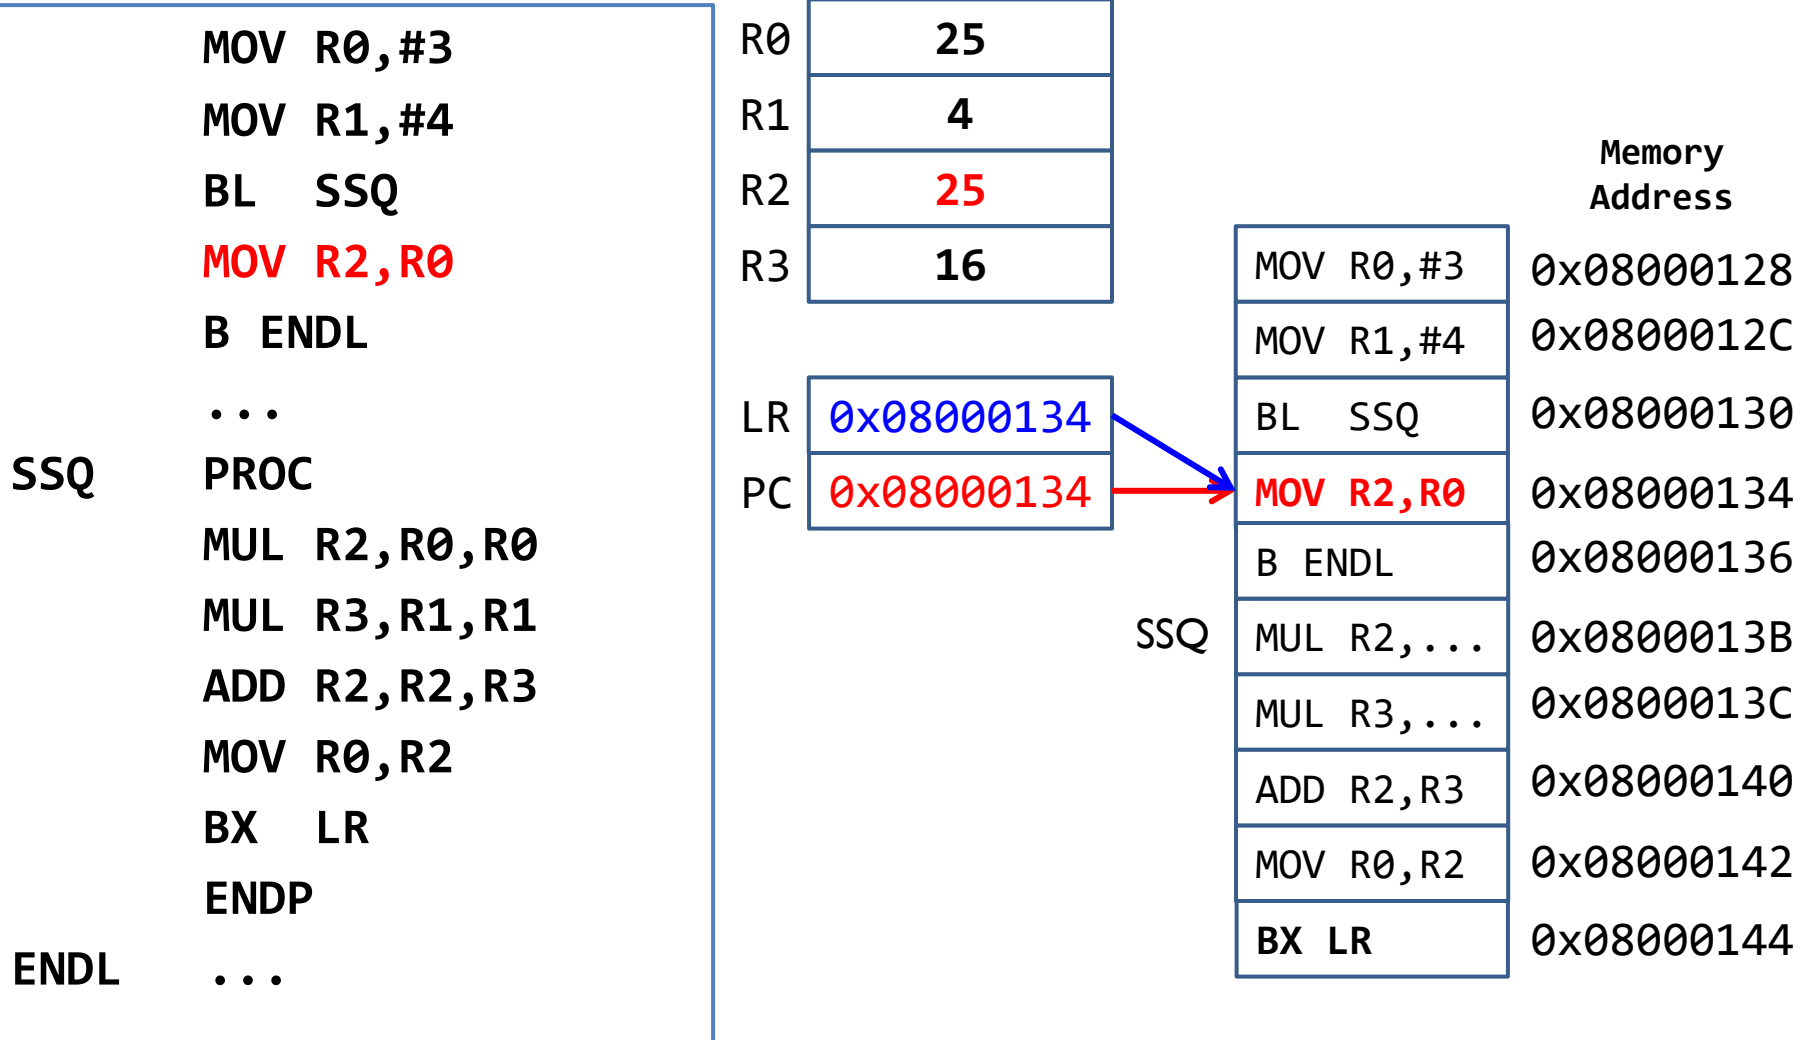 MOV R0,#3
MOV R1,#4
BL SSQ
MOV R2,R0
B ENDL
...
SSQ PROC
MUL R2,R0,R0
MUL R3,R1,R1
ADD R2,R2,R3
MOV R0,R2
BX LR
ENDP
ENDL ...
R0 25
R1 4
R2 25
R3 16
LR 0x08000134
PC 0x08000134
Memory
Address
MOV R0,#3 0x08000128
MOV R1,#4 0x0800012C
BL SSQ 0x08000130
MOV R2,R0 0x08000134
B ENDL 0x08000136
SSQ MUL R2,... 0x0800013B
MUL R3,... 0x0800013C
ADD R2,R3 0x08000140
MOV R0,R2 0x08000142
BX LR 0x08000144